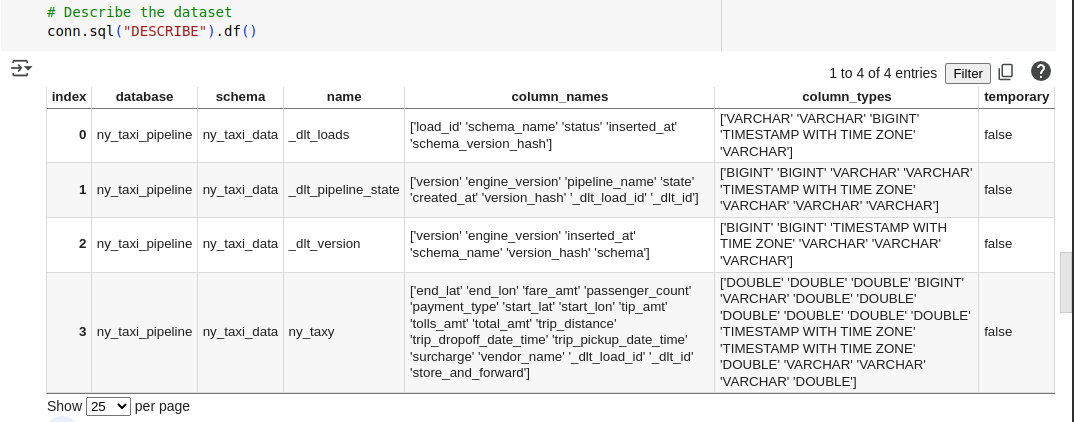 # Describe the dataset
conn.sql("DESCRIBE").df()
1 to 4 of 4 entries Filter
index database schema name column_names column_types temporary
0 ny_taxi_pipeline ny_taxi_data _dlt_loads ['load_id' 'schema_name' 'status' 'inserted_at'
'schema_version_hash'] ['VARCHAR' 'VARCHAR' 'BIGINT'
'TIMESTAMP WITH TIME ZONE'
'VARCHAR'] false
1 ny_taxi_pipeline ny_taxi_data _dlt_pipeline_state ['version' 'engine_version' 'pipeline_name' 'state'
'created_at' 'version_hash' '_dlt_load_id' '_dlt_id'] ['BIGINT' 'BIGINT' 'VARCHAR' 'VARCHAR'
'TIMESTAMP WITH TIME ZONE'
'VARCHAR' 'VARCHAR' 'VARCHAR'] false
2 ny_taxi_pipeline ny_taxi_data _dlt_version ['version' 'engine_version' 'inserted_at'
'schema_name' 'version_hash' 'schema'] ['BIGINT' 'BIGINT' 'TIMESTAMP WITH
TIME ZONE' 'VARCHAR' 'VARCHAR'
'VARCHAR'] false
3 ny_taxi_pipeline ny_taxi_data ny_taxy ['end_lat' 'end_lon' 'fare_amt' 'passenger_count'
'payment_type' 'start_lat' 'start_lon' 'tip_amt'
'tolls_amt' 'total_amt' 'trip_distance'
'trip_dropoff_date_time' 'trip_pickup_date_time'
'surcharge' 'vendor_name' '_dlt_load_id' '_dlt_id'
'store_and_forward'] ['DOUBLE' 'DOUBLE' 'DOUBLE' 'BIGINT'
'VARCHAR' 'DOUBLE' 'DOUBLE'
'DOUBLE' 'DOUBLE' 'DOUBLE' 'DOUBLE'
'TIMESTAMP WITH TIME ZONE'
'TIMESTAMP WITH TIME ZONE'
'DOUBLE' 'VARCHAR' 'VARCHAR'
'VARCHAR' 'DOUBLE'] false
Show 25 per page